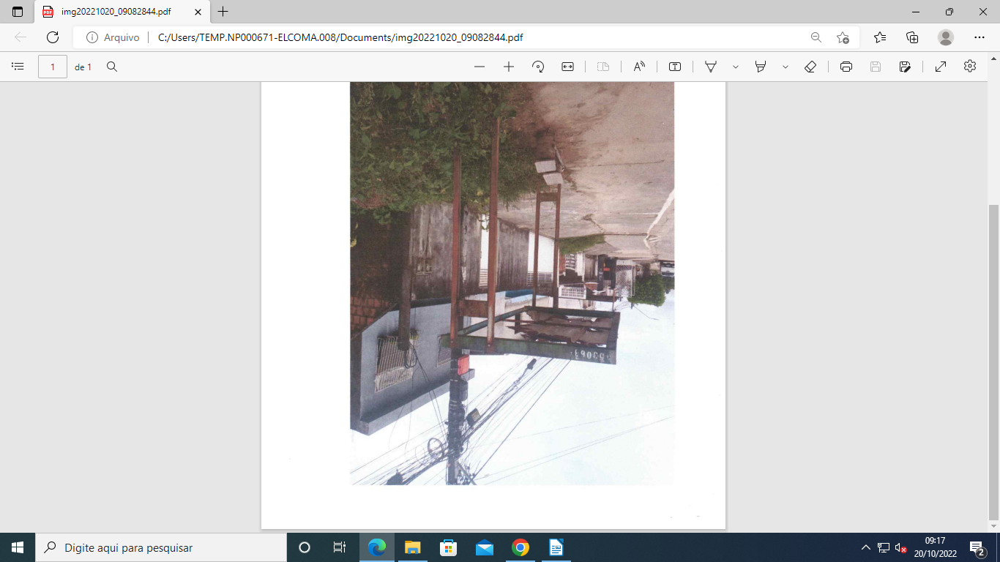 img20221020_09082844.pdf
Arquivo
C:/Users/TEMP.NP000671-ELCOMA.008/Documents/img20221020_09082844.pdf
1 de 1
Digite aqui para pesquisar
09:17
20/10/2022
2